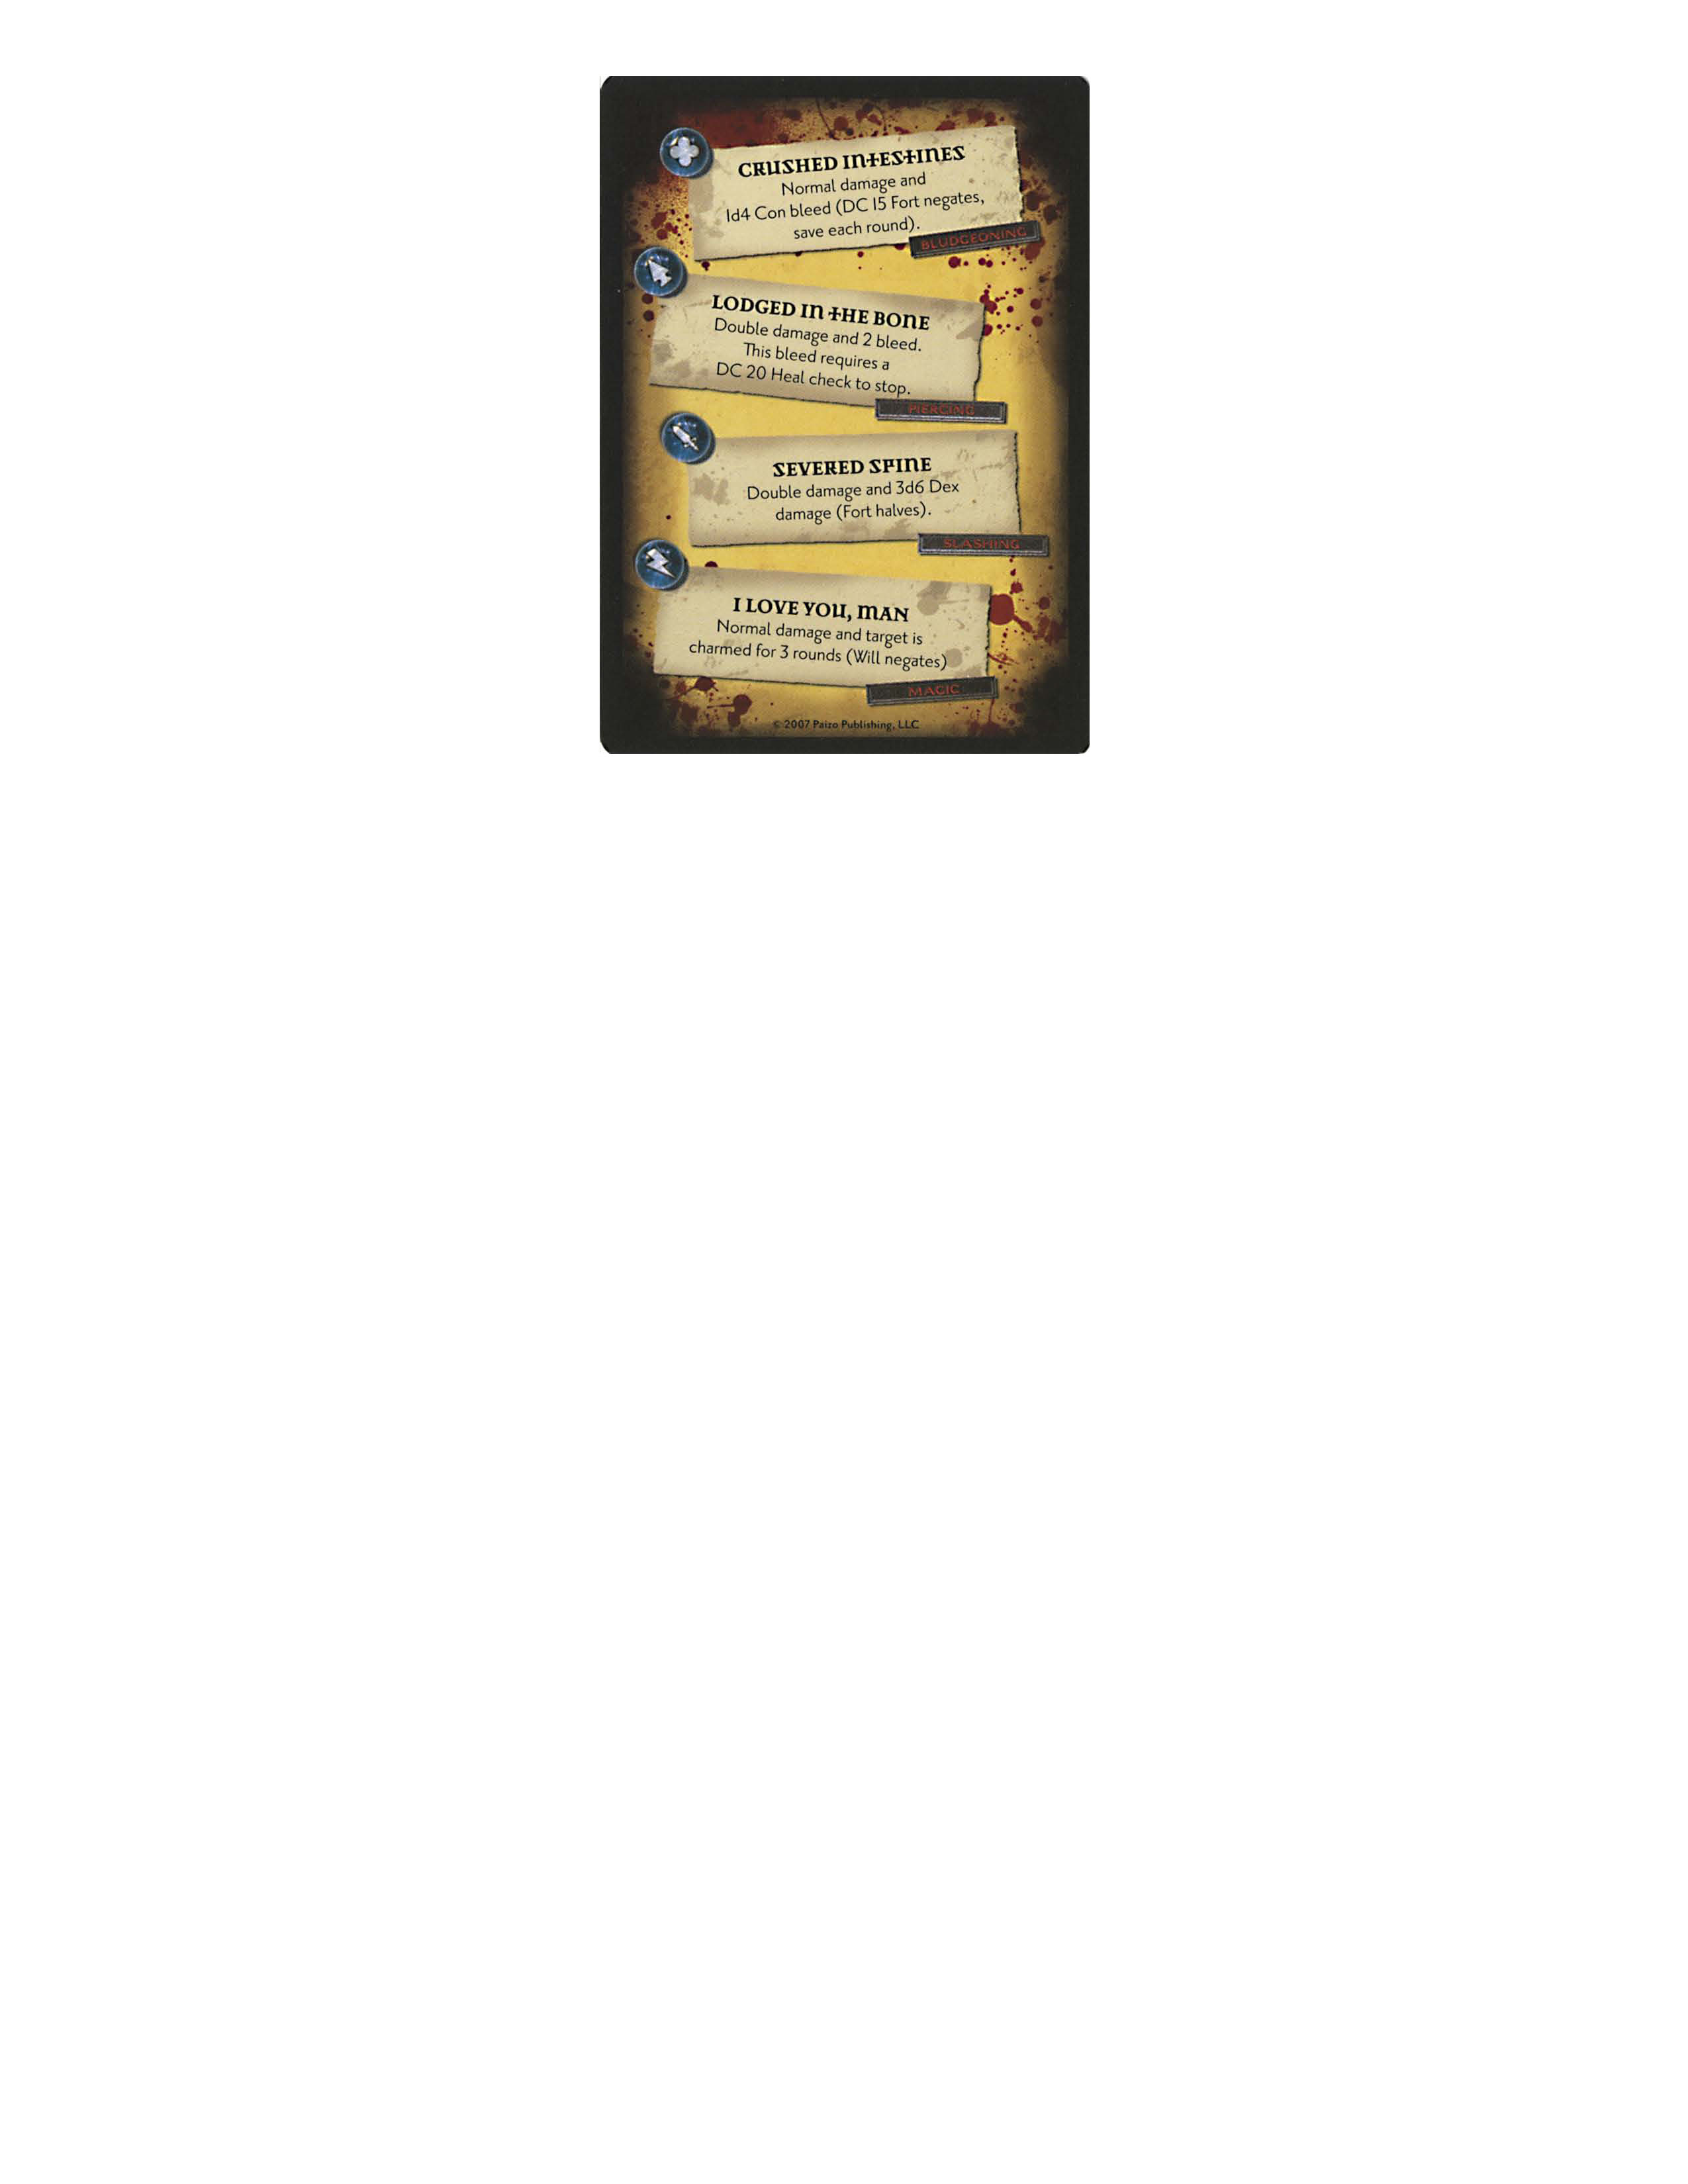 CRUSHED INTESTINES
Normal damage and
1d4 Con bleed (DC 15 Fort negates,
save each round).
BLUDGEONING
LODGED IN THE BONE
Double damage and 2 bleed.
This bleed requires a
DC 20 Heal check to stop.
PIERCING
SEVERED SPINE
Double damage and 3d6 Dex
damage (Fort halves).
SLASHING
I LOVE YOU, MAN
Normal damage and target is
charmed for 3 rounds (Will negates)
MAGIC
© 2007 Paizo Publishing, LLC